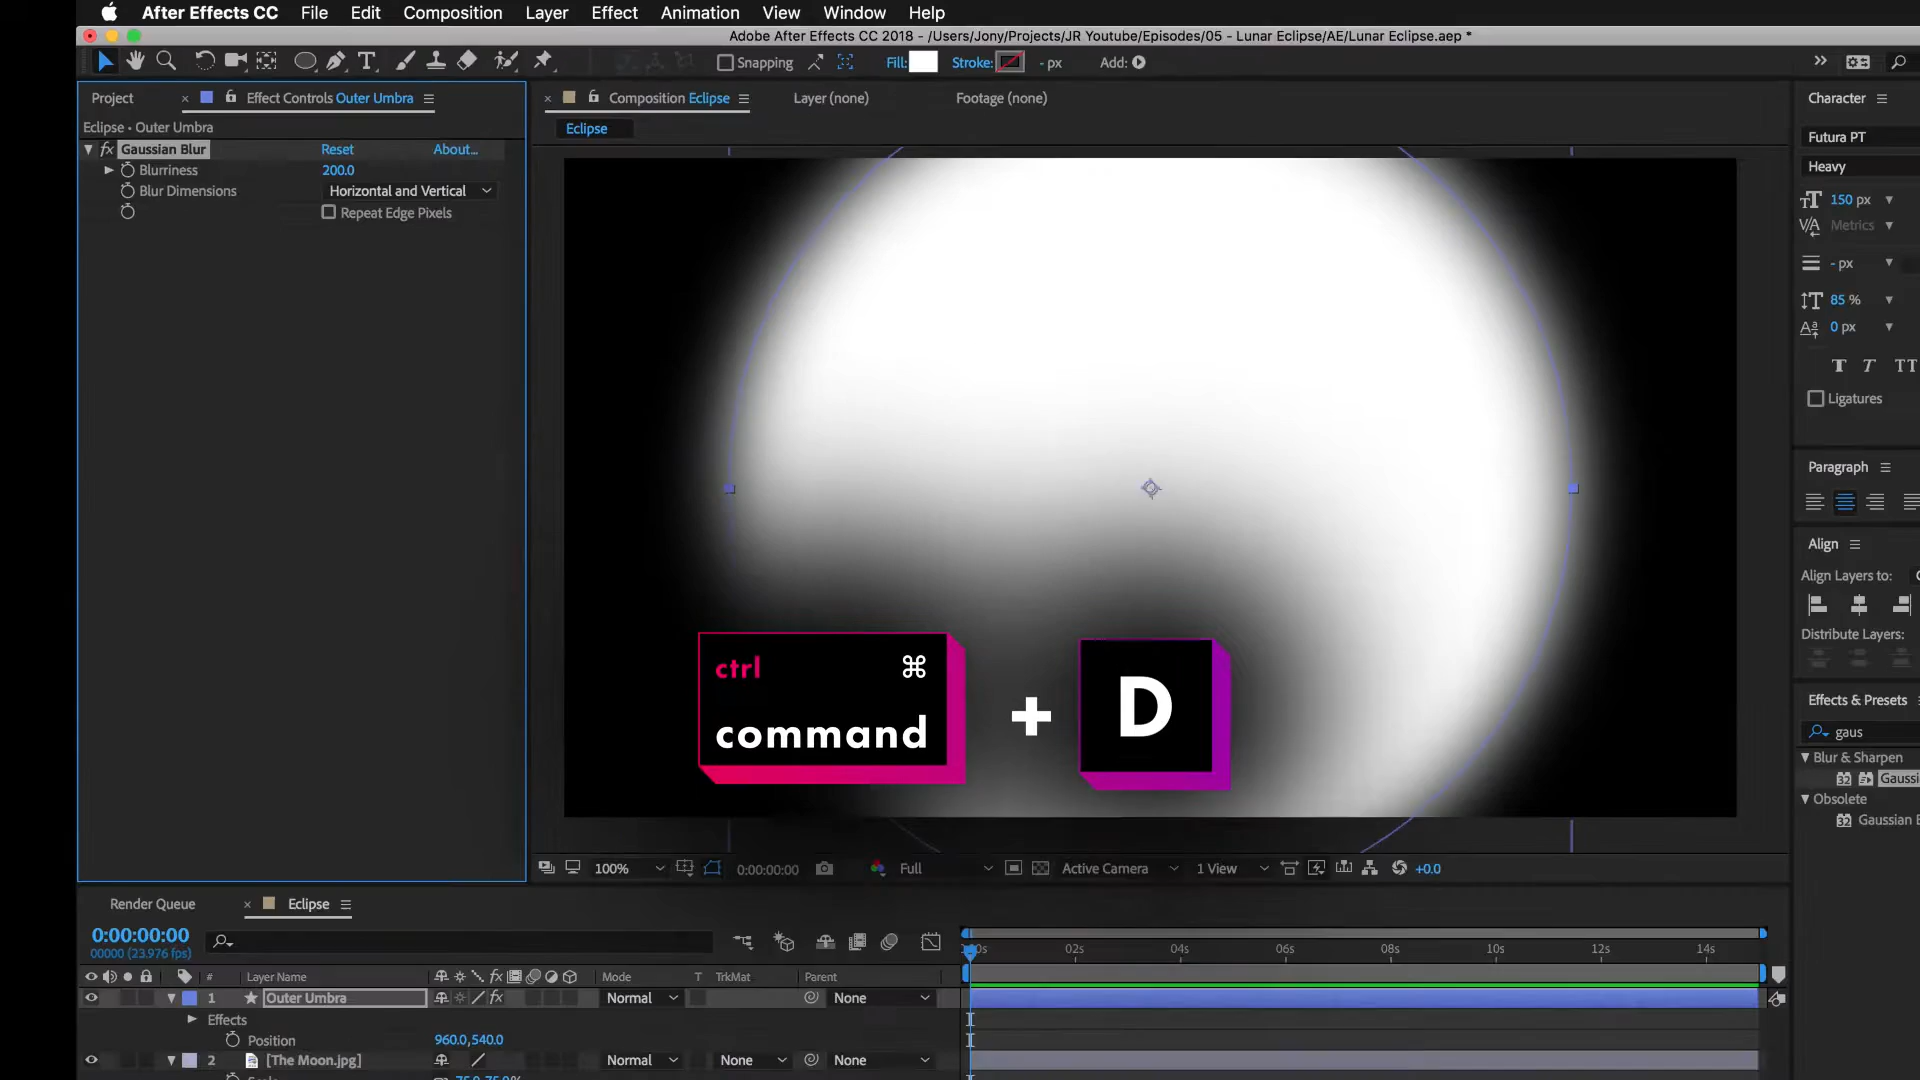 After Effects CC File Edit Composition Layer Effect Animation View Window Help
Adobe After Effects CC 2018 - /Users/Jony/Projects/JR Youtube/Episodes/05 - Lunar Eclipse/AE/Lunar Eclipse.aep *
Snapping Fill: Stroke: - px Add:
Project Effect Controls Outer Umbra Composition Eclipse Layer (none) Footage (none) Character
Eclipse • Outer Umbra Eclipse
Futura PT
Gaussian Blur Reset About...
Heavy
Blurriness 200.0
Blur Dimensions Horizontal and Vertical
150 px
Repeat Edge Pixels
Metrics
- px
85 %
0 px
Ligatures
Paragraph
Align
Align Layers to:
Distribute Layers:
ctrl ⌘
command + D
Effects & Presets
gaus
Blur & Sharpen
32 Gaussi
Obsolete
32 Gaussian B
100% 0:00:00:00 Full Active Camera 1 View +0.0
Render Queue Eclipse
0:00:00:00
00000 (23.976 fps)
02s 04s 06s 08s 10s 12s 14s
# Layer Name fx Mode T TrkMat Parent
1 Outer Umbra fx Normal None
Effects
Position 960.0,540.0
2 [The Moon.jpg] Normal None None